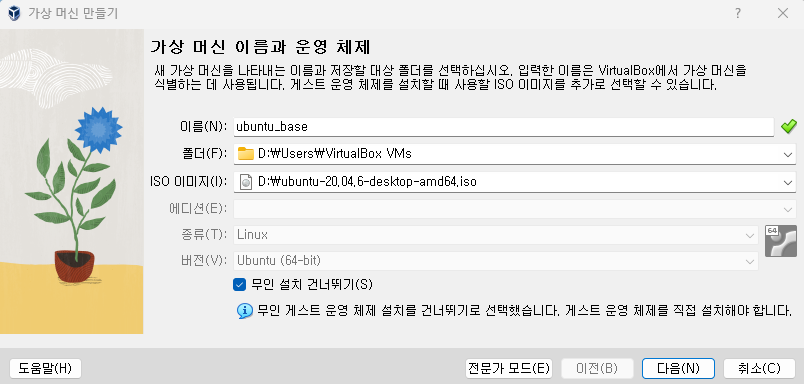 가상 머신 만들기
?
가상 머신 이름과 운영 체제
새 가상 머신을 나타내는 이름과 저장할 대상 폴더를 선택하십시오. 입력한 이름은 VirtualBox에서 가상 머신을
식별하는 데 사용됩니다. 게스트 운영 체제를 설치할 때 사용할 ISO 이미지를 추가로 선택할 수 있습니다.
이름(N): ubuntu_base
폴더(F): D:₩Users₩VirtualBox VMs
ISO 이미지(I): D:₩ubuntu-20.04.6-desktop-amd64.iso
에디션(E):
종류(T): Linux
64
버전(V): Ubuntu (64-bit)
무인 설치 건너뛰기(S)
무인 게스트 운영 체제 설치를 건너뛰기로 선택했습니다. 게스트 운영 체제를 직접 설치해야 합니다.
도움말(H) 전문가 모드(E) 이전(B) 다음(N) 취소(C)